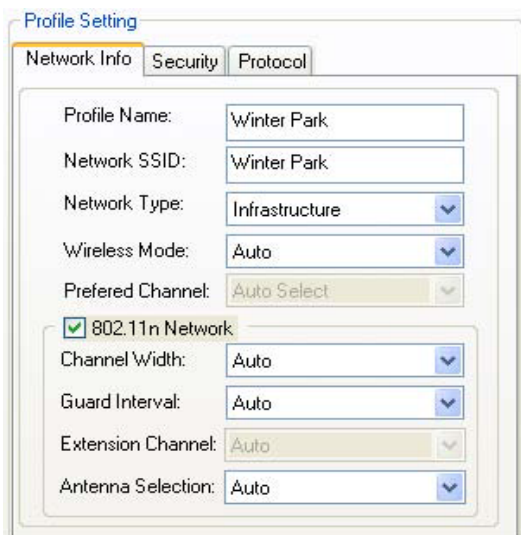 Profile Setting
Network Info Security Protocol
Profile Name: Winter Park
Network SSID: Winter Park
Network Type: Infrastructure
Wireless Mode: Auto
Prefered Channel: Auto Select
802.11n Network
Channel Width: Auto
Guard Interval: Auto
Extension Channel: Auto
Antenna Selection: Auto